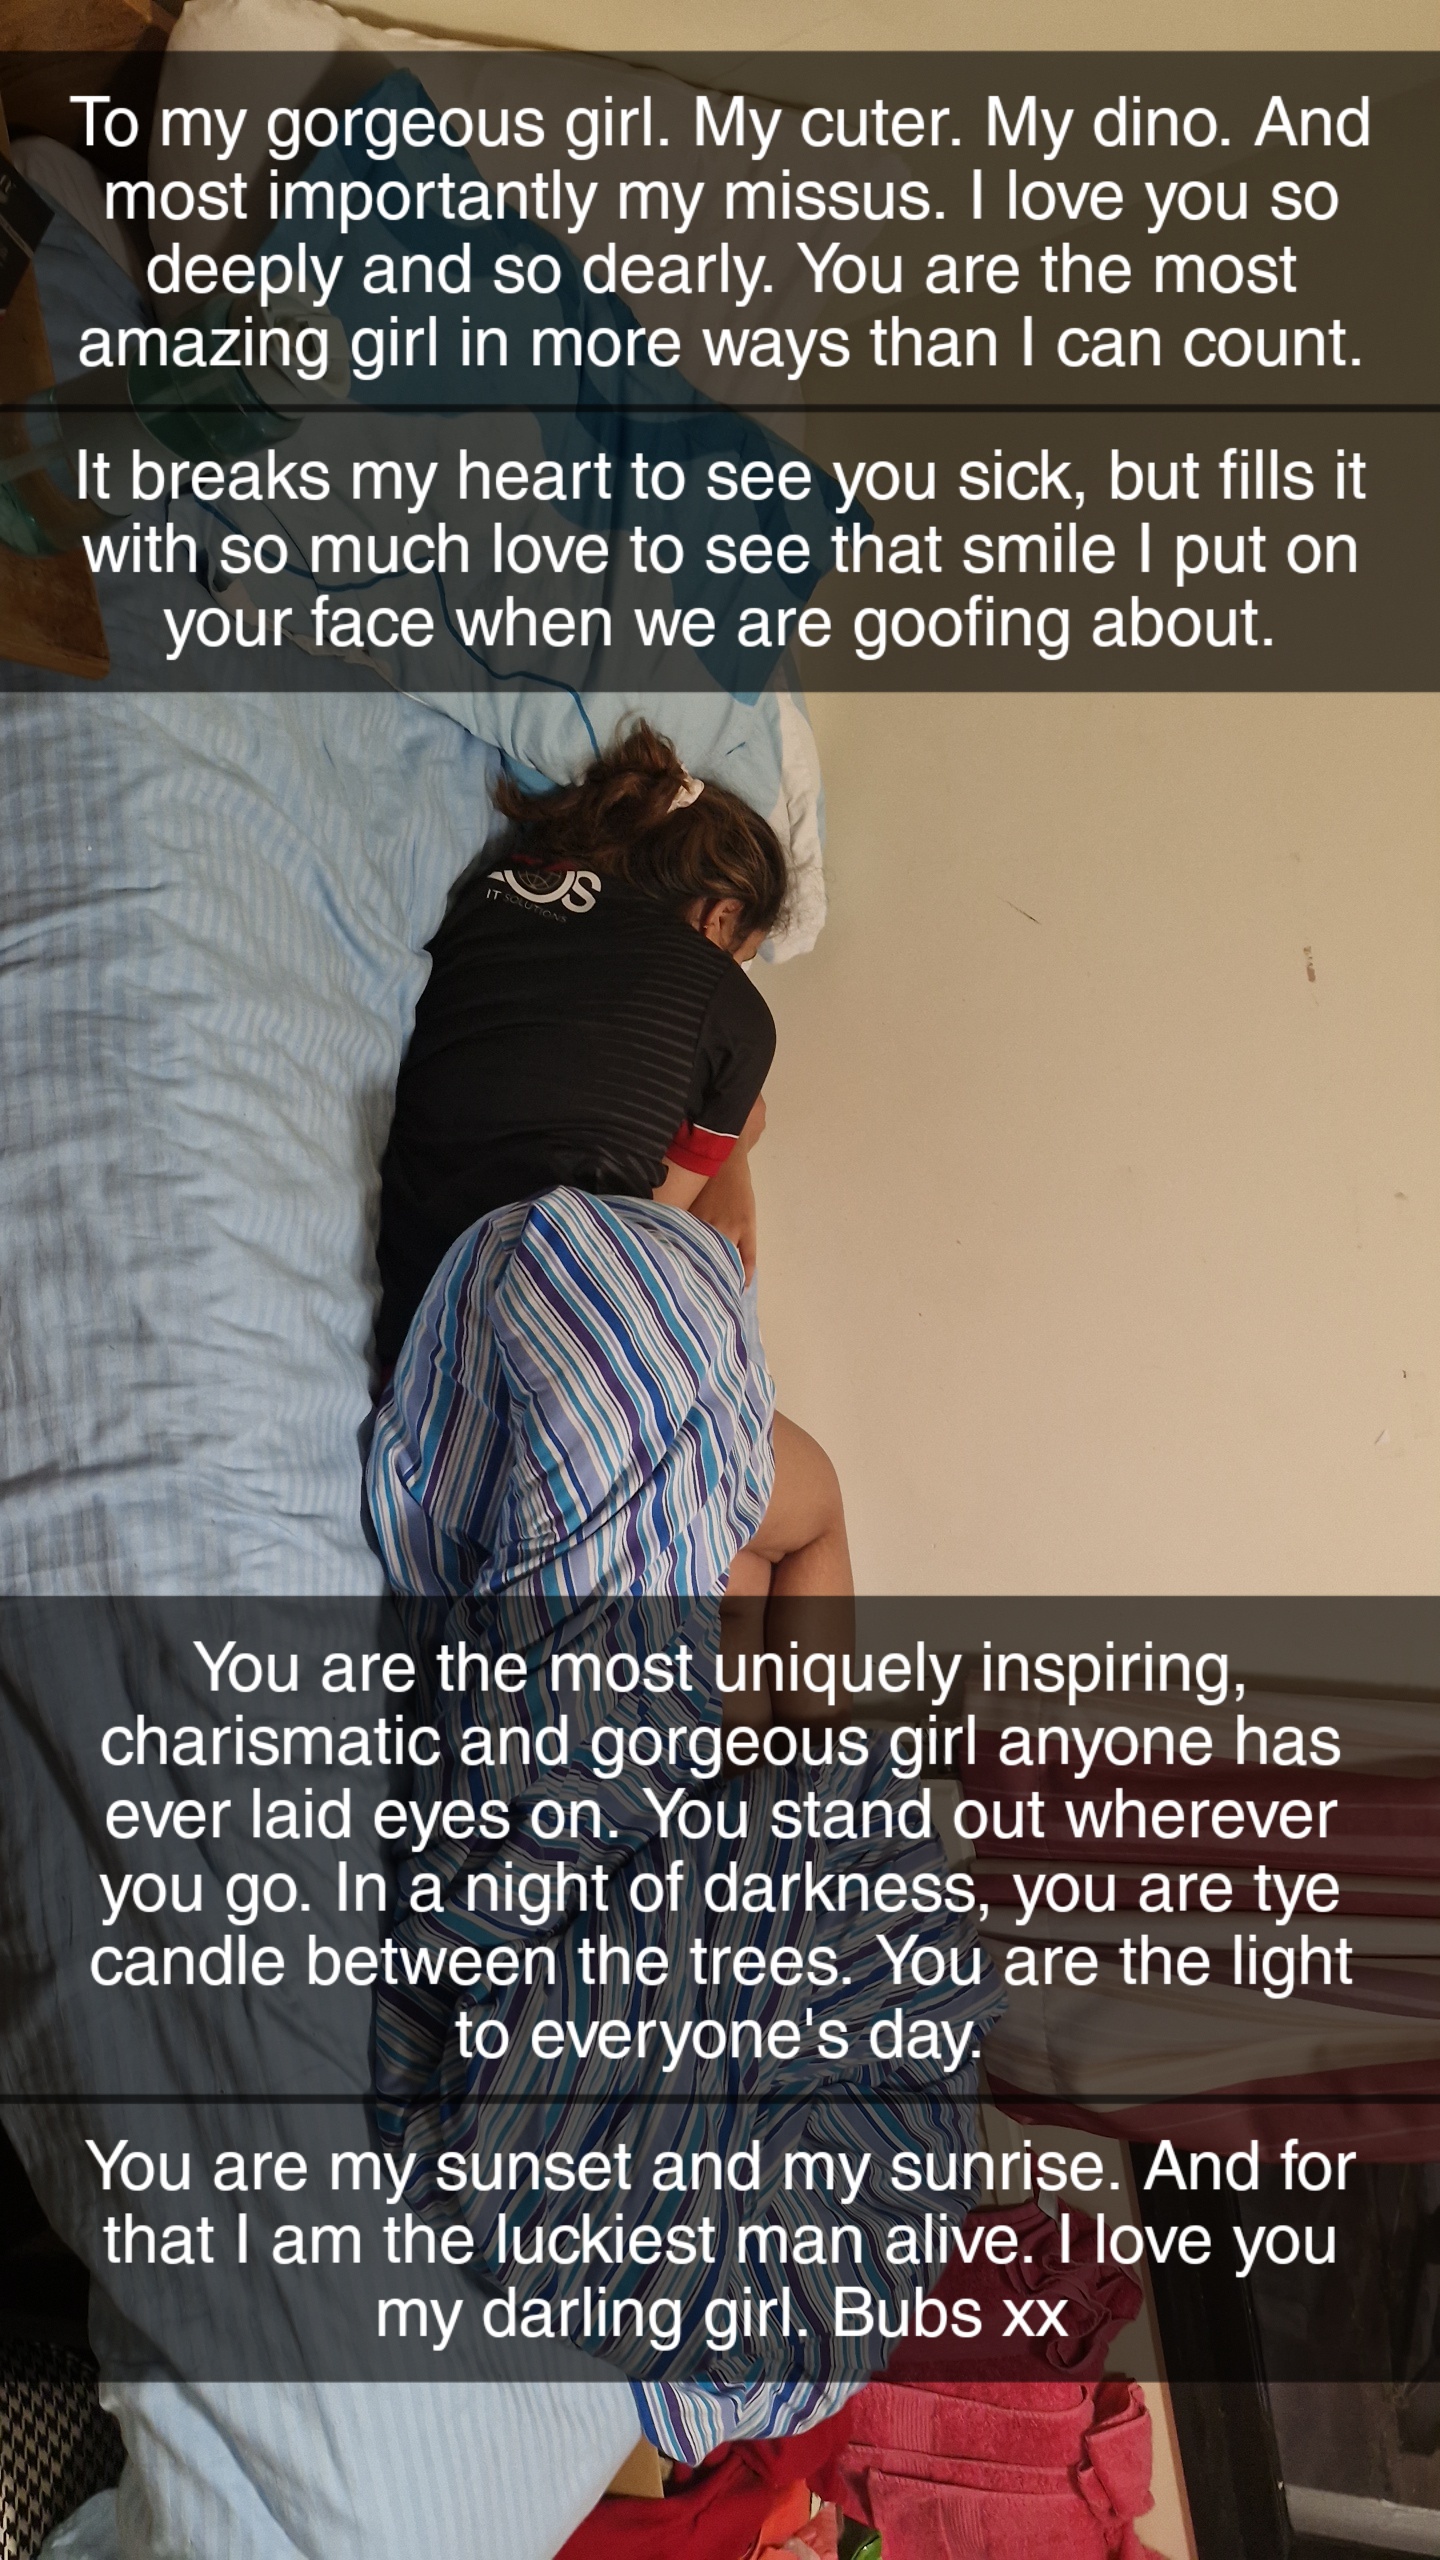 To my gorgeous girl. My cuter. My dino. And
most importantly my missus. I love you so
deeply and so dearly. You are the most
amazing girl in more ways than I can count.
It breaks my heart to see you sick, but fills it
with so much love to see that smile I put on
your face when we are goofing about.
IT SOLUTIONS
You are the most uniquely inspiring,
charismatic and gorgeous girl anyone has
ever laid eyes on. You stand out wherever
you go. In a night of darkness, you are tye
candle between the trees. You are the light
to everyone's day.
You are my sunset and my sunrise. And for
that I am the luckiest man alive. I love you
my darling girl. Bubs xx